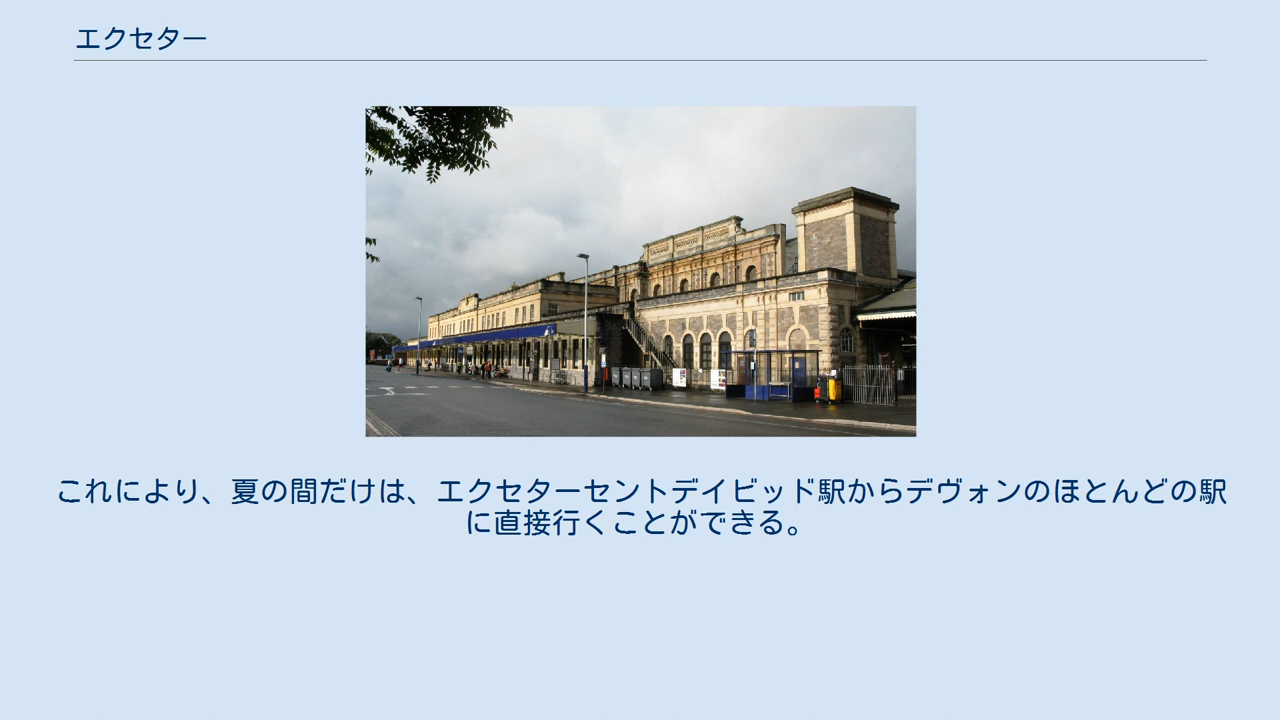 エクセター
これにより、夏の間だけは、エクセターセントデイビッド駅からデヴォンのほとんどの駅
に直接行くことができる。